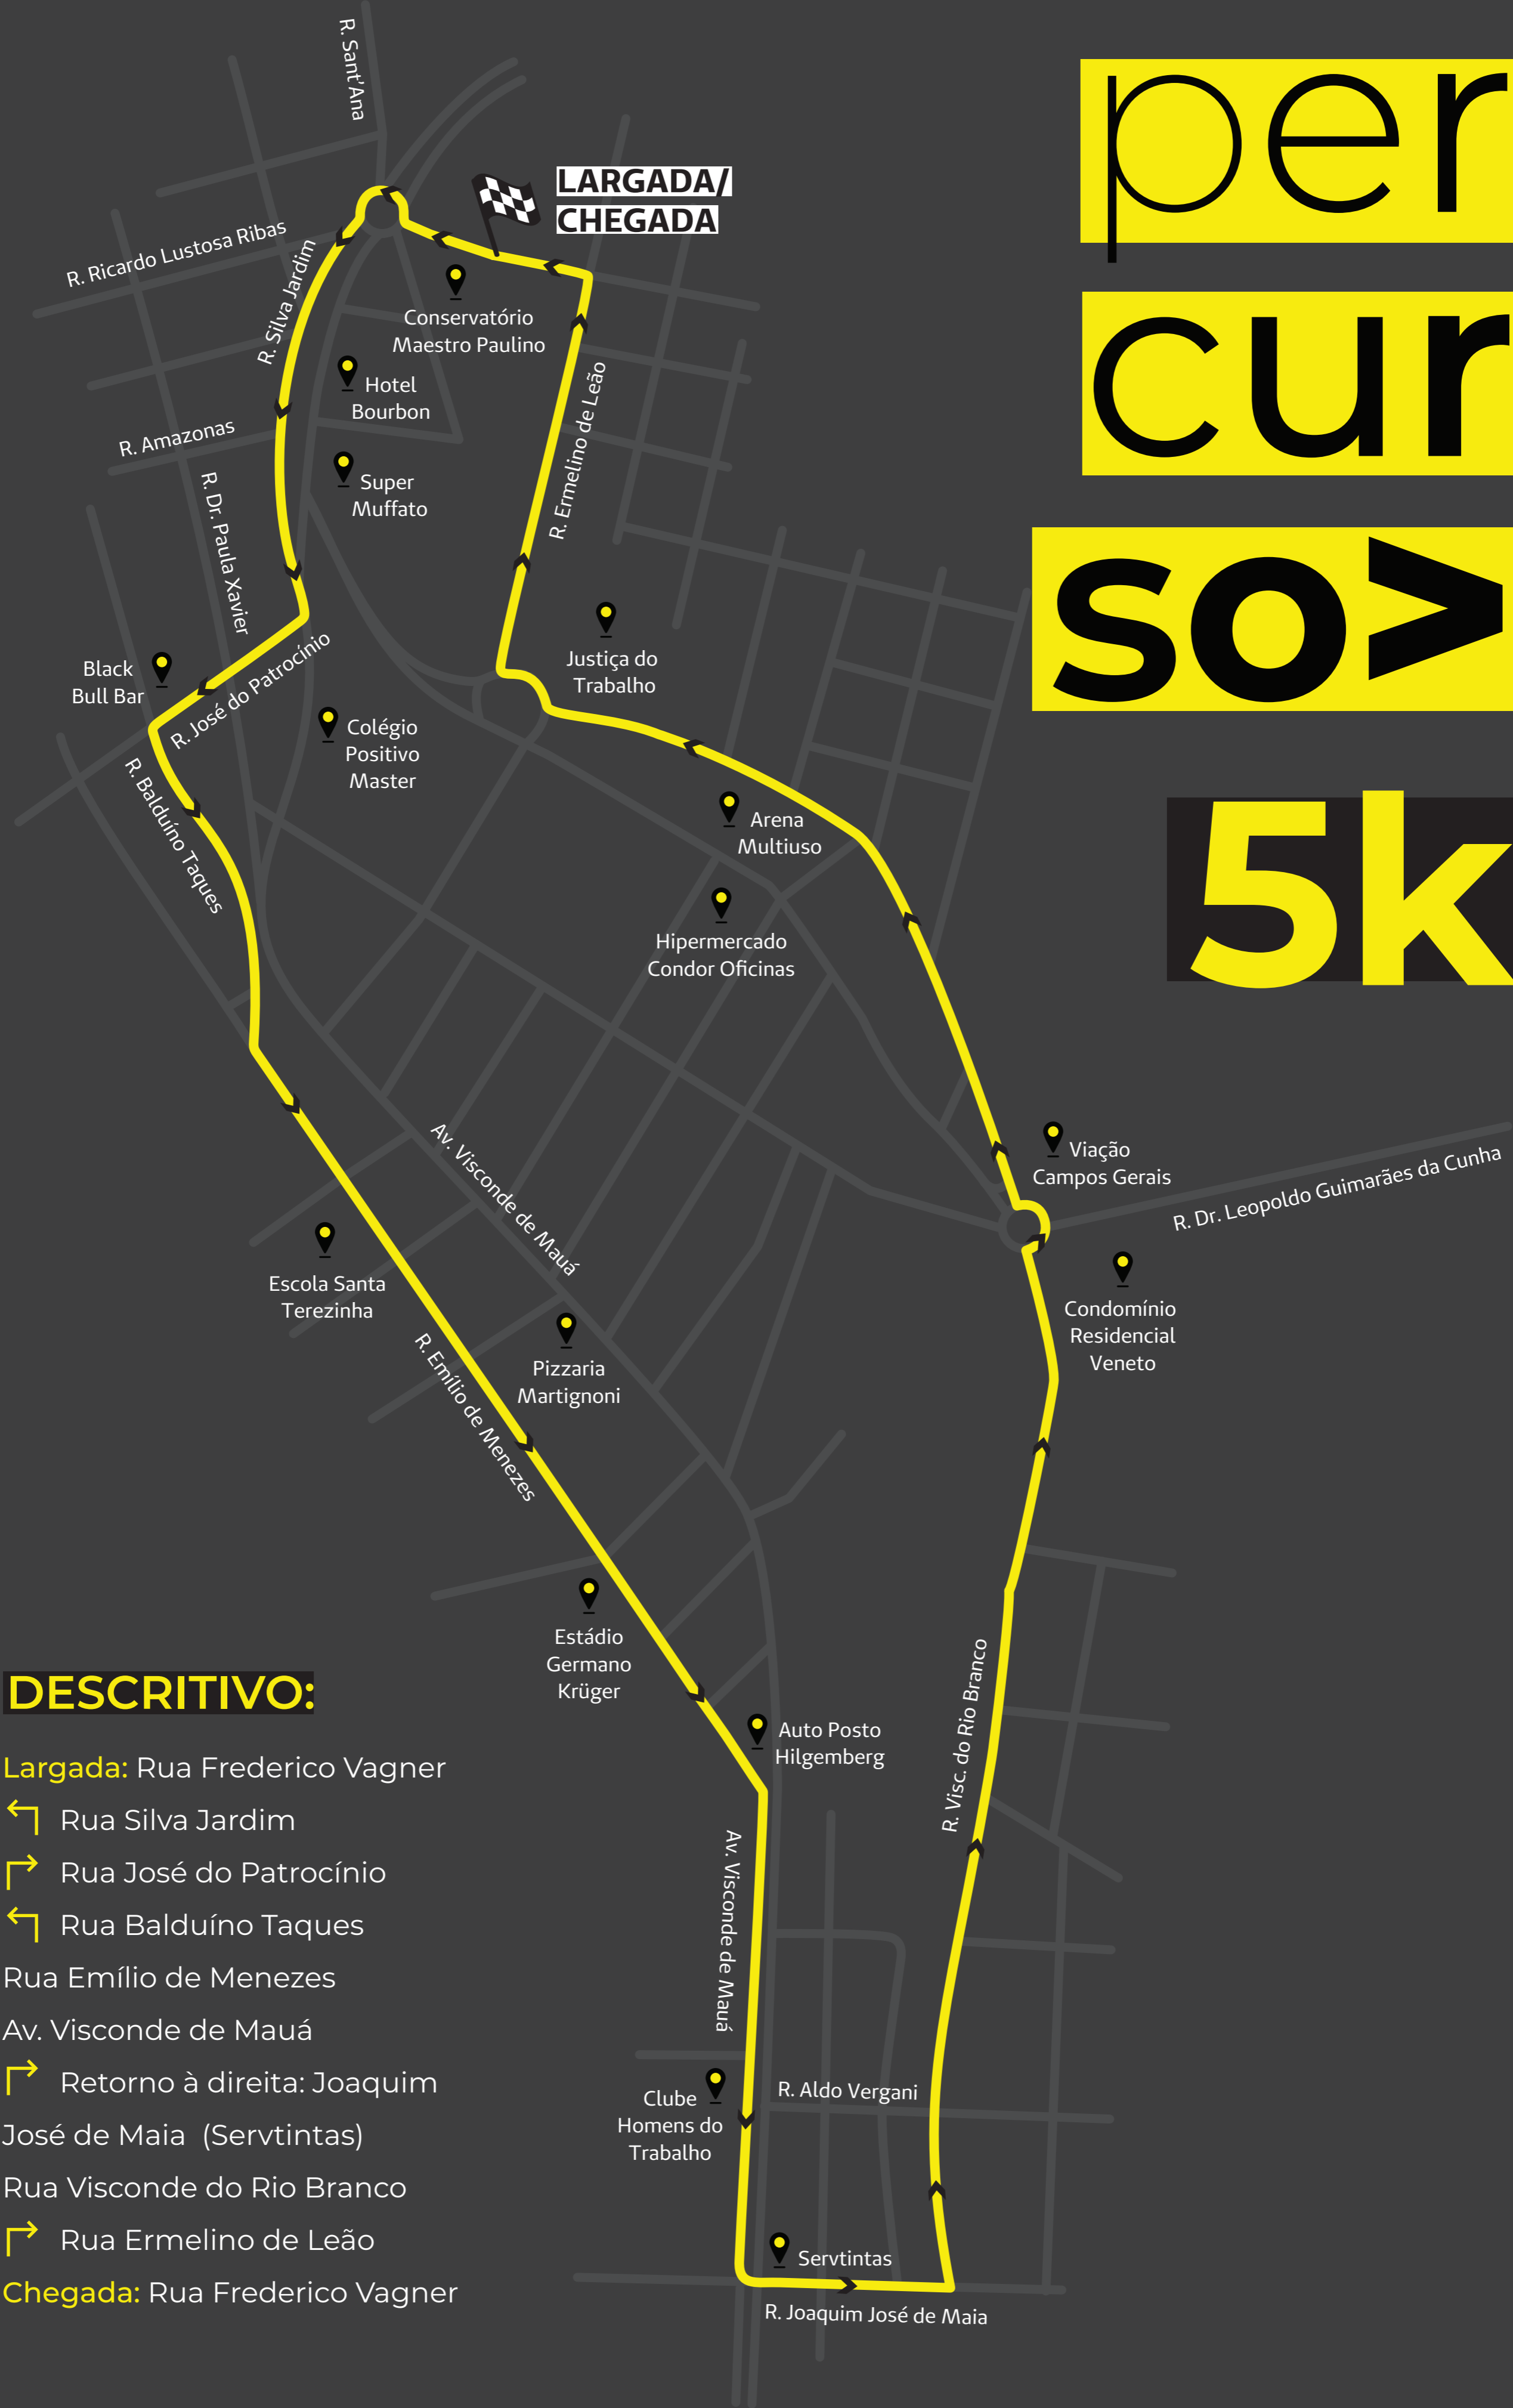 per
cur
so>
5k
R. Sant'Ana
LARGADA/
CHEGADA
R. Ricardo Lustosa Ribas
R. Silva Jardim
Conservatório
Maestro Paulino
Hotel
Bourbon
R. Ermelino de Leão
R. Amazonas
Super
Muffato
R. Dr. Paula Xavier
Black
Bull Bar
R. José do Patrocínio
Justiça do
Trabalho
Colégio
Positivo
Master
R. Balduíno Taques
Arena
Multiuso
Hipermercado
Condor Oficinas
Av. Visconde de Mauá
Viação
Campos Gerais
R. Dr. Leopoldo Guimarães da Cunha
Escola Santa
Terezinha
Condomínio
Residencial
Veneto
Pizzaria
Martignoni
R. Emílio de Menezes
Estádio
Germano
Krüger
Auto Posto
Hilgemberg
R. Visc. do Rio Branco
Av. Visconde de Mauá
R. Aldo Vergani
Clube
Homens do
Trabalho
Servtintas
R. Joaquim José de Maia
DESCRITIVO:
Largada: Rua Frederico Vagner
Rua Silva Jardim
Rua José do Patrocínio
Rua Balduíno Taques
Rua Emílio de Menezes
Av. Visconde de Mauá
Retorno à direita: Joaquim
José de Maia (Servtintas)
Rua Visconde do Rio Branco
Rua Ermelino de Leão
Chegada: Rua Frederico Vagner